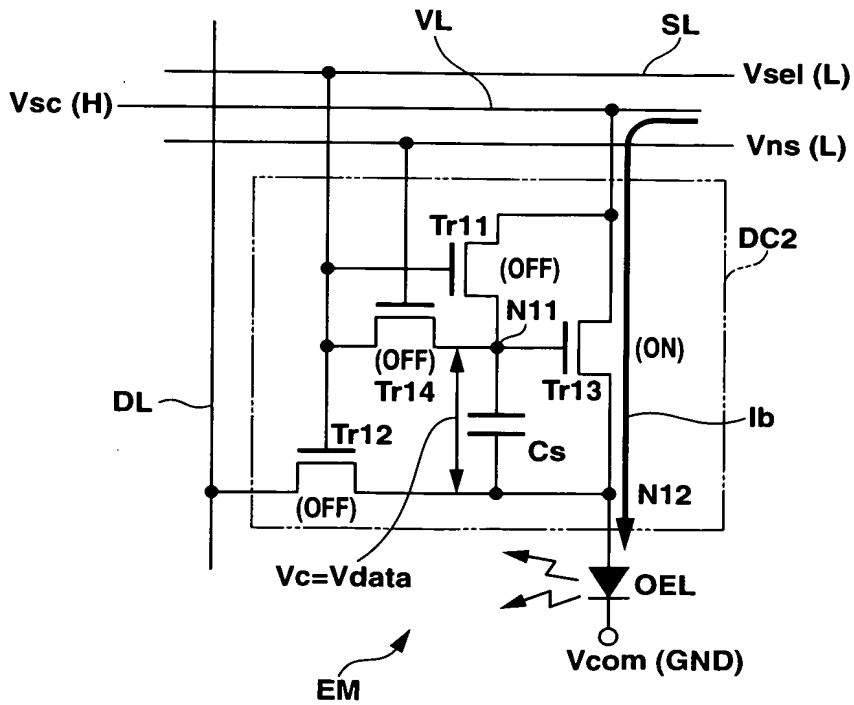 VL
SL
Vsel (L)
Vsc (H)
Vns (L)
Tr11
DC2
(OFF)
N11
(OFF)
(ON)
Tr14
Tr13
DL
Ib
Tr12
Cs
(OFF)
N12
Vc=Vdata
OEL
Vcom (GND)
EM